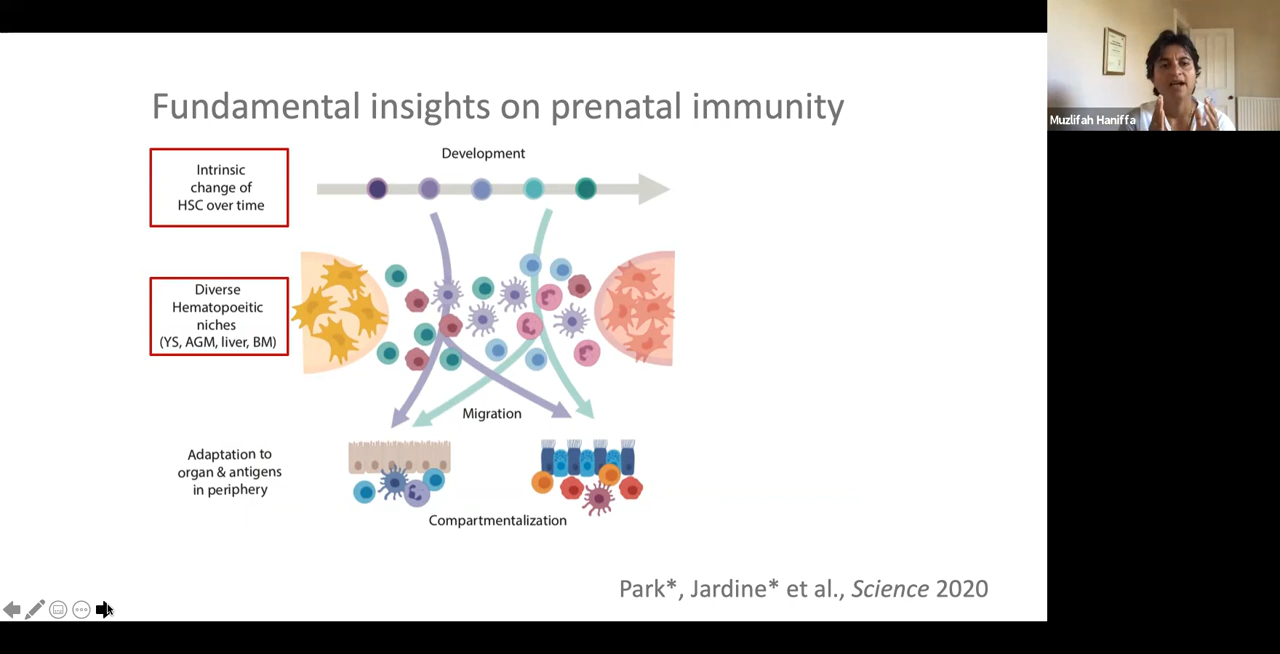 Fundamental insights on prenatal immunity
Muzlifah Haniffa
Intrinsic
change of
HSC over time
Development
Diverse
Hematopoeitic
niches
(YS, AGM, liver, BM)
Migration
Adaptation to
organ & antigens
in periphery
Compartmentalization
Park*, Jardine* et al., Science 2020